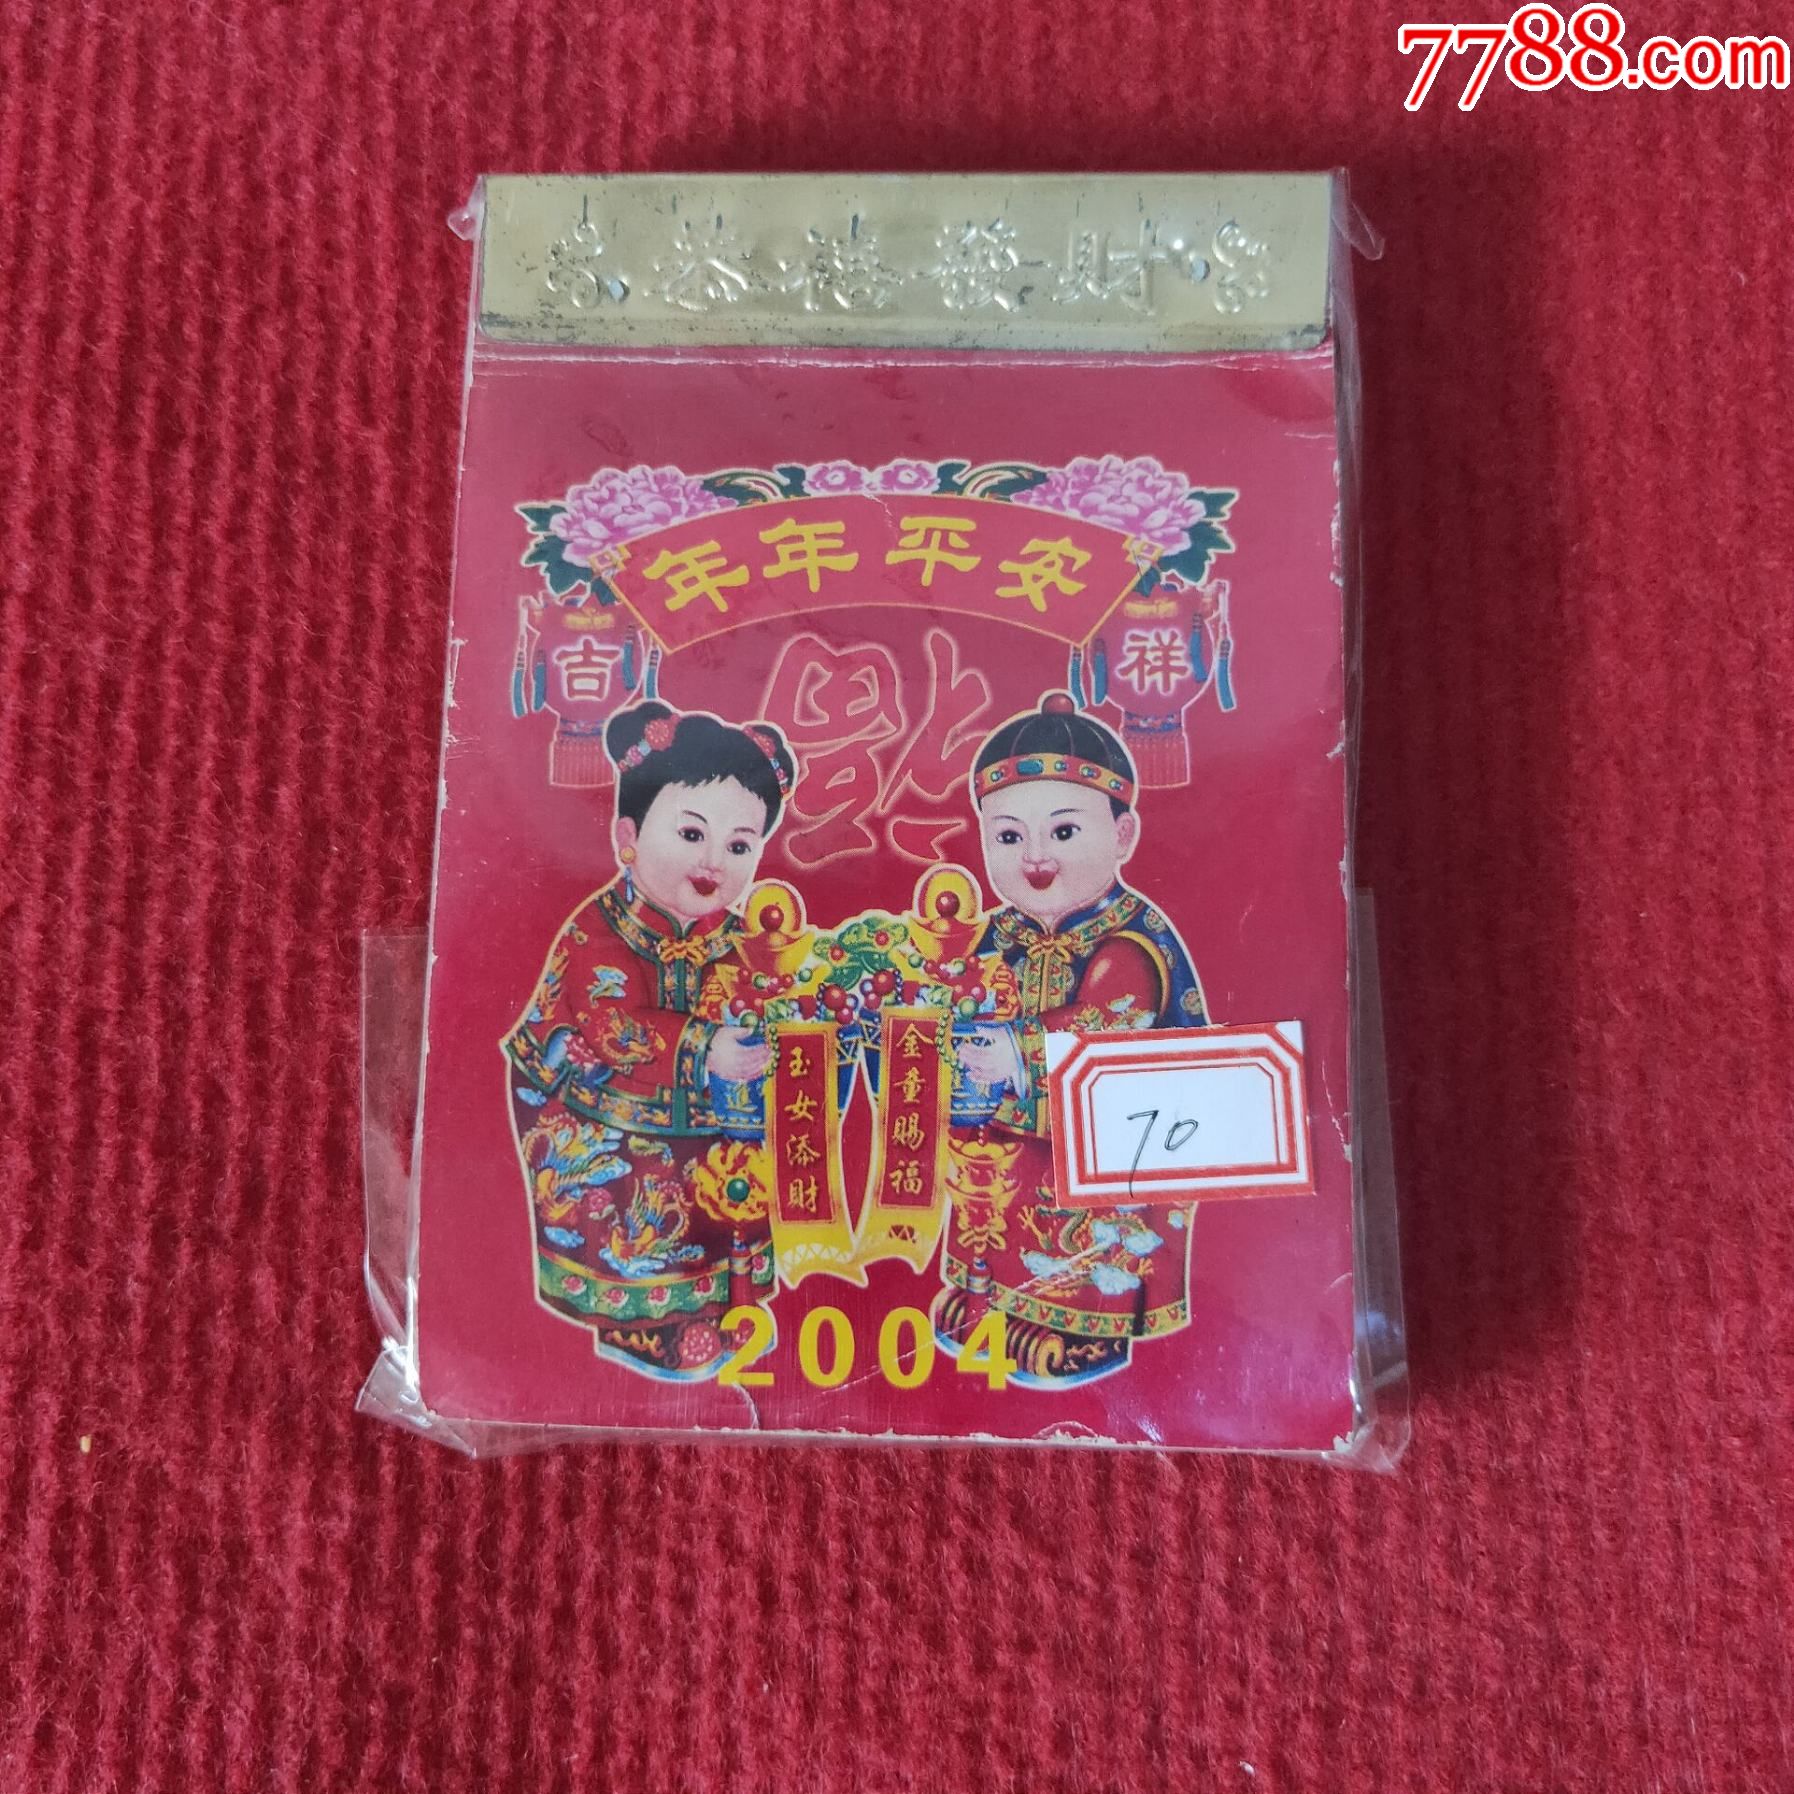 7788.com
恭禧發財
年年平安
吉
祥
福
玉女添財
金童賜福
進
70
2004